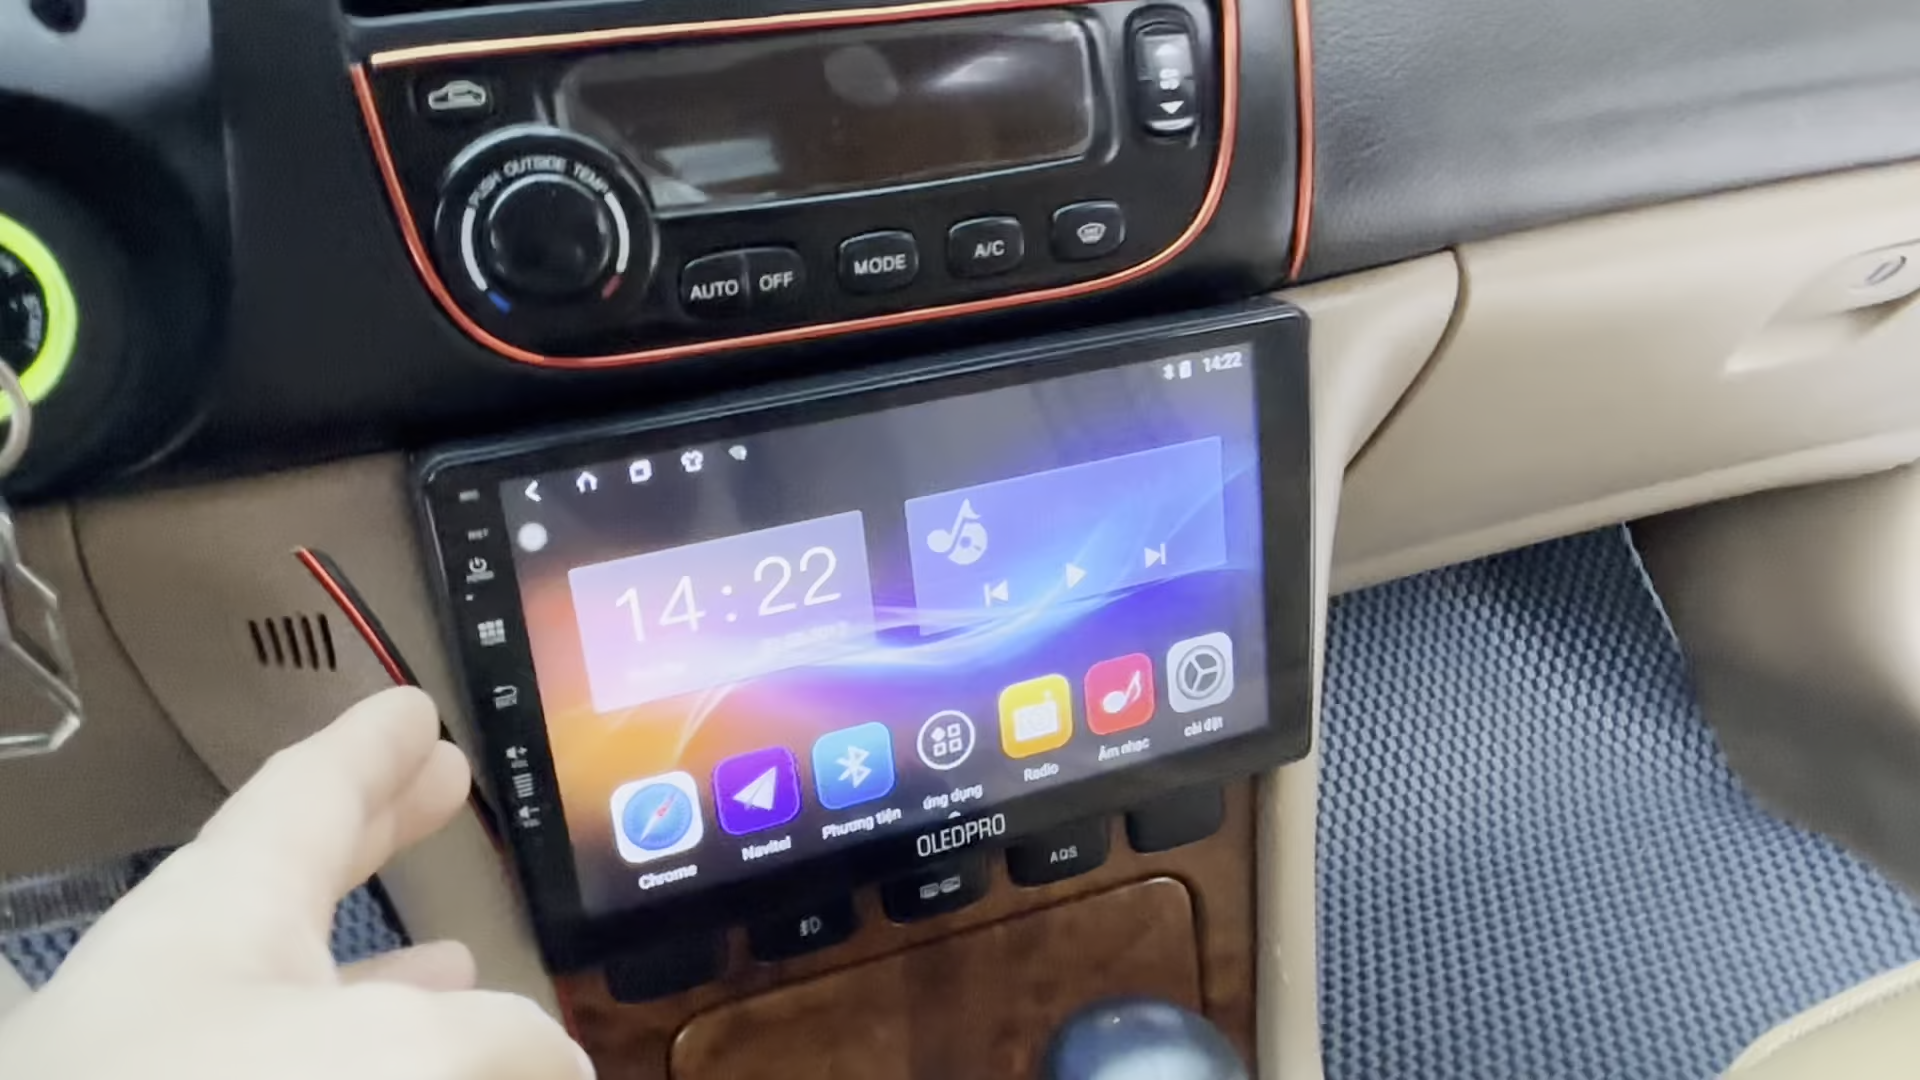 PUSH OUTSIDE TEMP
AUTO OFF
MODE
A/C
14:22
14:22
Chrome
Navitel
Phương tiện
ứng dụng
Radio
Âm nhạc
cài đặt
OLEDPRO
AQS